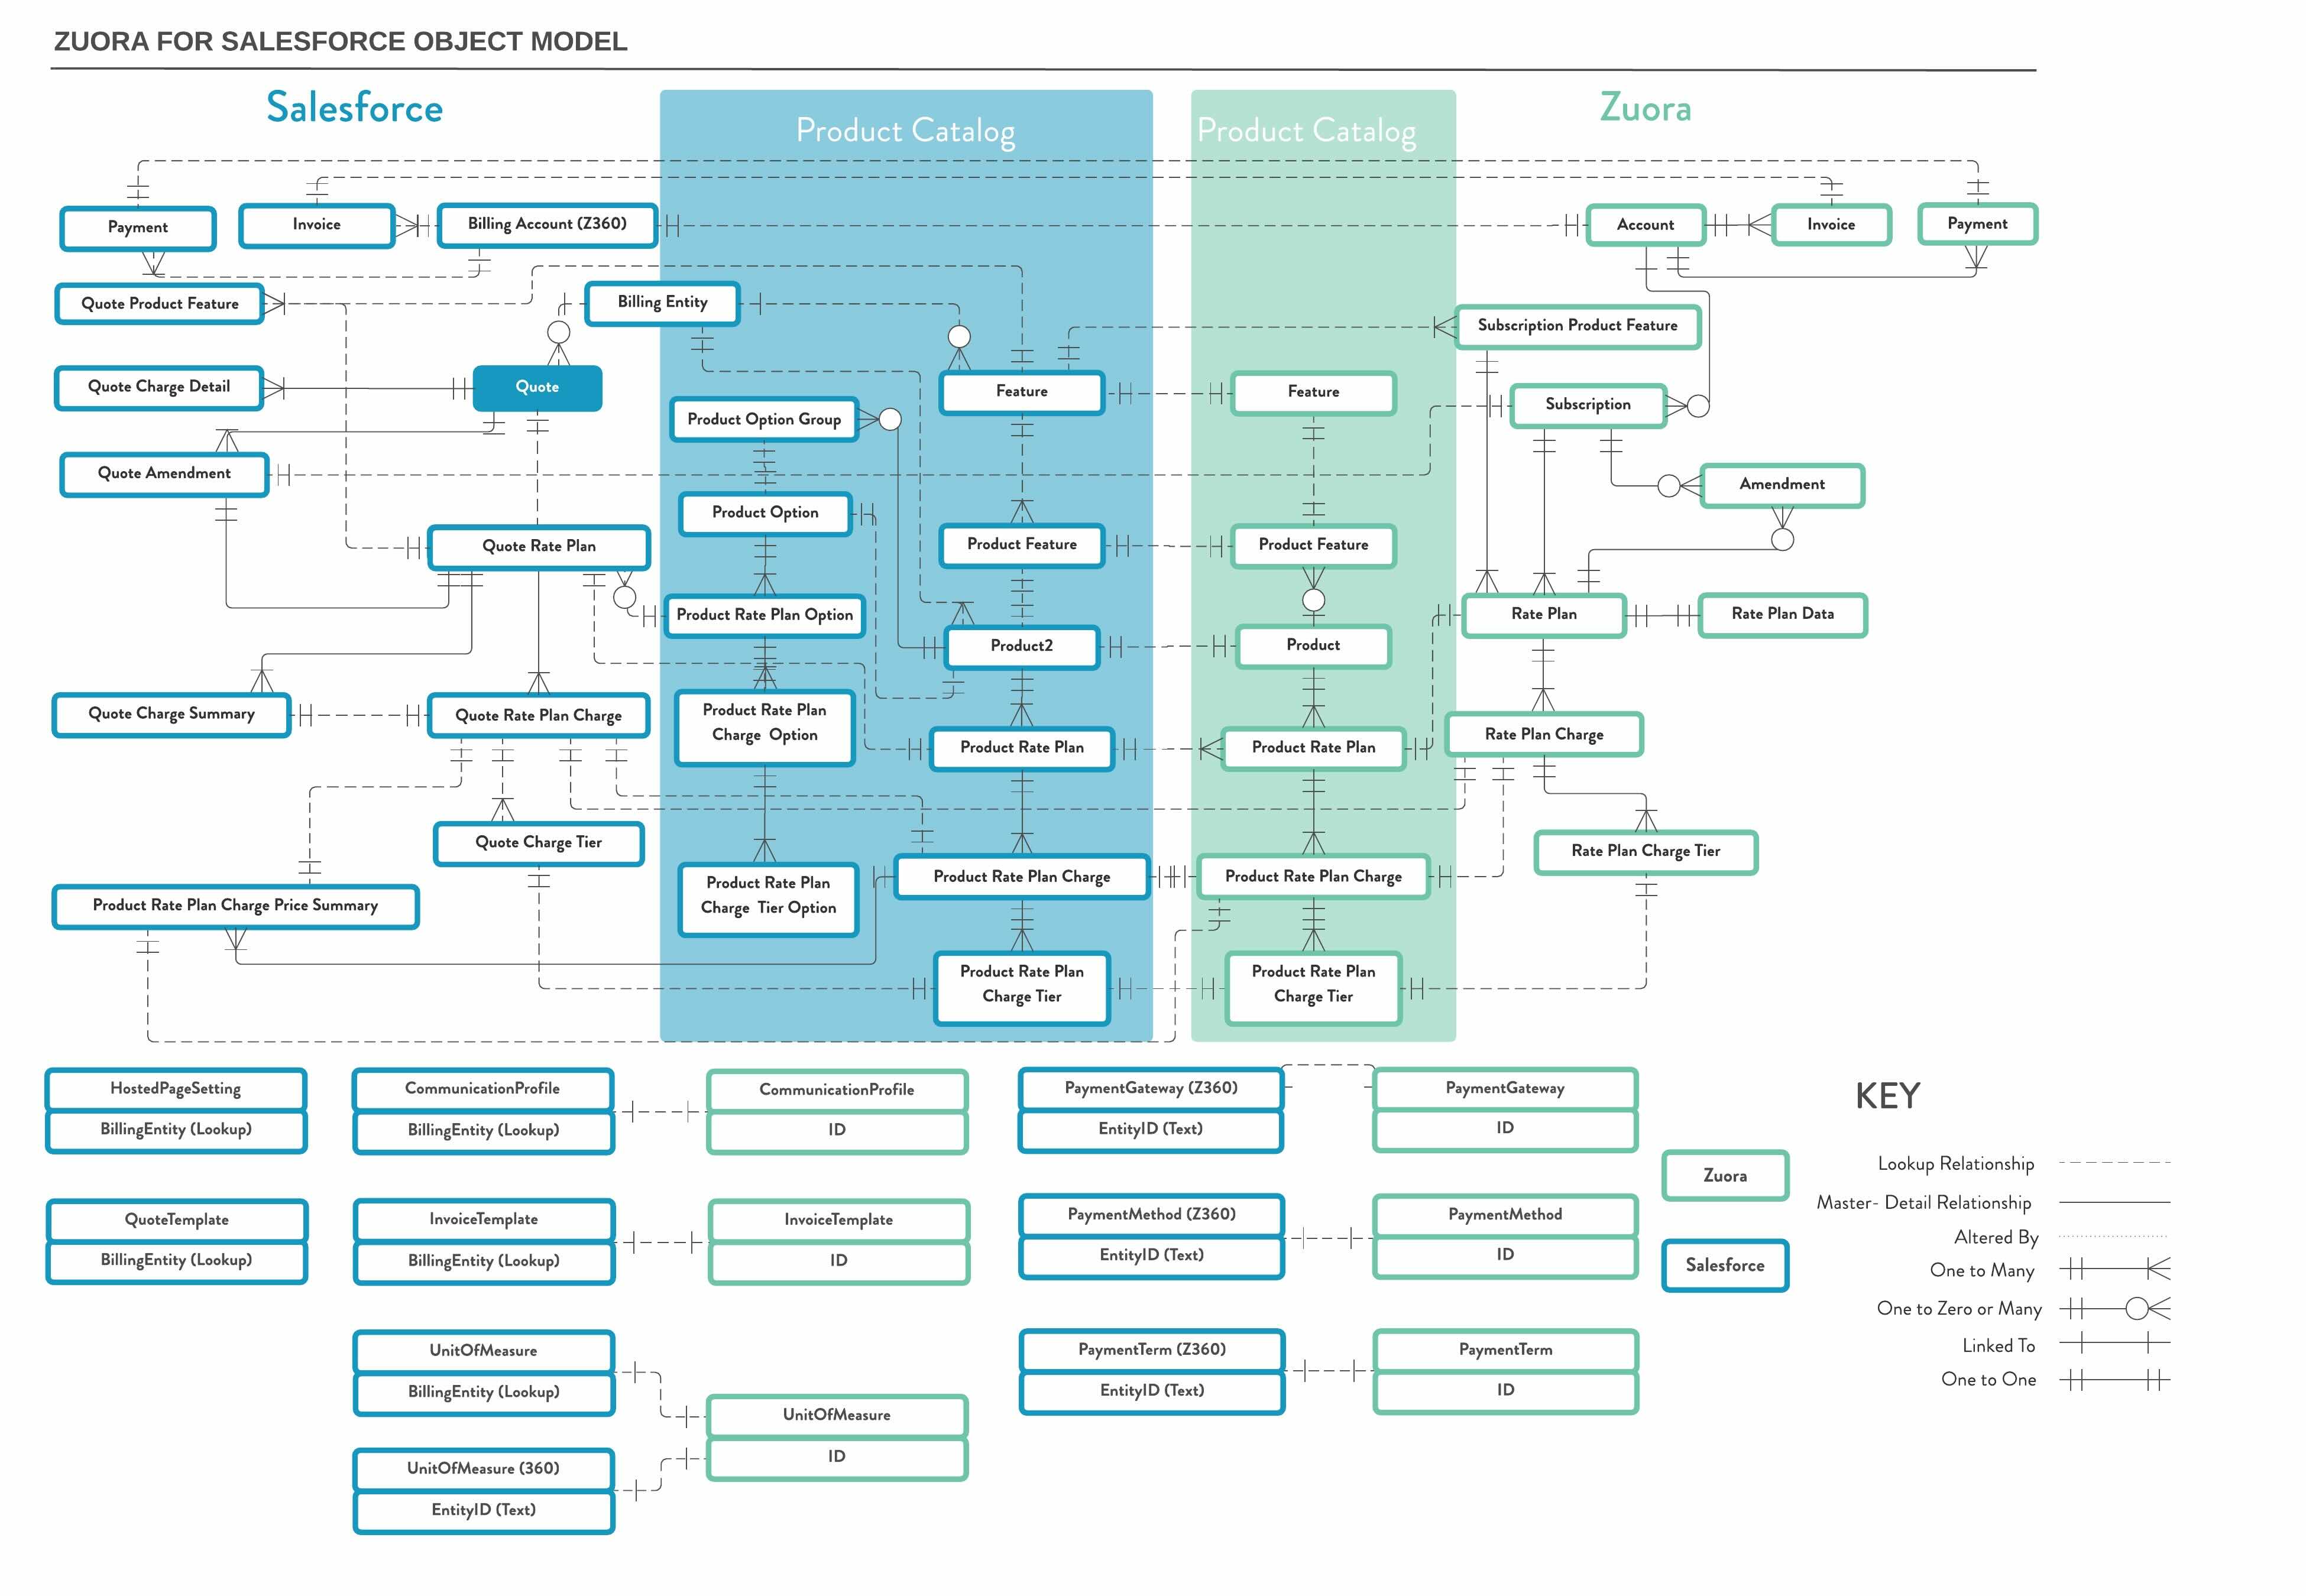 ZUORA FOR SALESFORCE OBJECT MODEL
Salesforce
Product Catalog
Product Catalog
Zuora
Payment
Invoice
Billing Account (Z360)
Account
Invoice
Payment
Quote Product Feature
Billing Entity
Subscription Product Feature
Quote Charge Detail
Quote
Product Option Group
Feature
Feature
Subscription
Quote Amendment
Product Option
Amendment
Quote Rate Plan
Product Feature
Product Feature
Product Rate Plan Option
Product2
Product
Rate Plan
Rate Plan Data
Quote Charge Summary
Quote Rate Plan Charge
Product Rate Plan
Charge Option
Product Rate Plan
Product Rate Plan
Rate Plan Charge
Quote Charge Tier
Rate Plan Charge Tier
Product Rate Plan Charge Price Summary
Product Rate Plan
Charge Tier Option
Product Rate Plan Charge
Product Rate Plan Charge
Product Rate Plan
Charge Tier
Product Rate Plan
Charge Tier
HostedPageSetting
BillingEntity (Lookup)
CommunicationProfile
BillingEntity (Lookup)
CommunicationProfile
ID
PaymentGateway (Z360)
EntityID (Text)
PaymentGateway
ID
QuoteTemplate
BillingEntity (Lookup)
InvoiceTemplate
BillingEntity (Lookup)
InvoiceTemplate
ID
PaymentMethod (Z360)
EntityID (Text)
PaymentMethod
ID
UnitOfMeasure
BillingEntity (Lookup)
UnitOfMeasure
ID
UnitOfMeasure (360)
EntityID (Text)
PaymentTerm (Z360)
EntityID (Text)
PaymentTerm
ID
KEY
Zuora
Salesforce
Lookup Relationship
Master- Detail Relationship
Altered By
One to Many
One to Zero or Many
Linked To
One to One